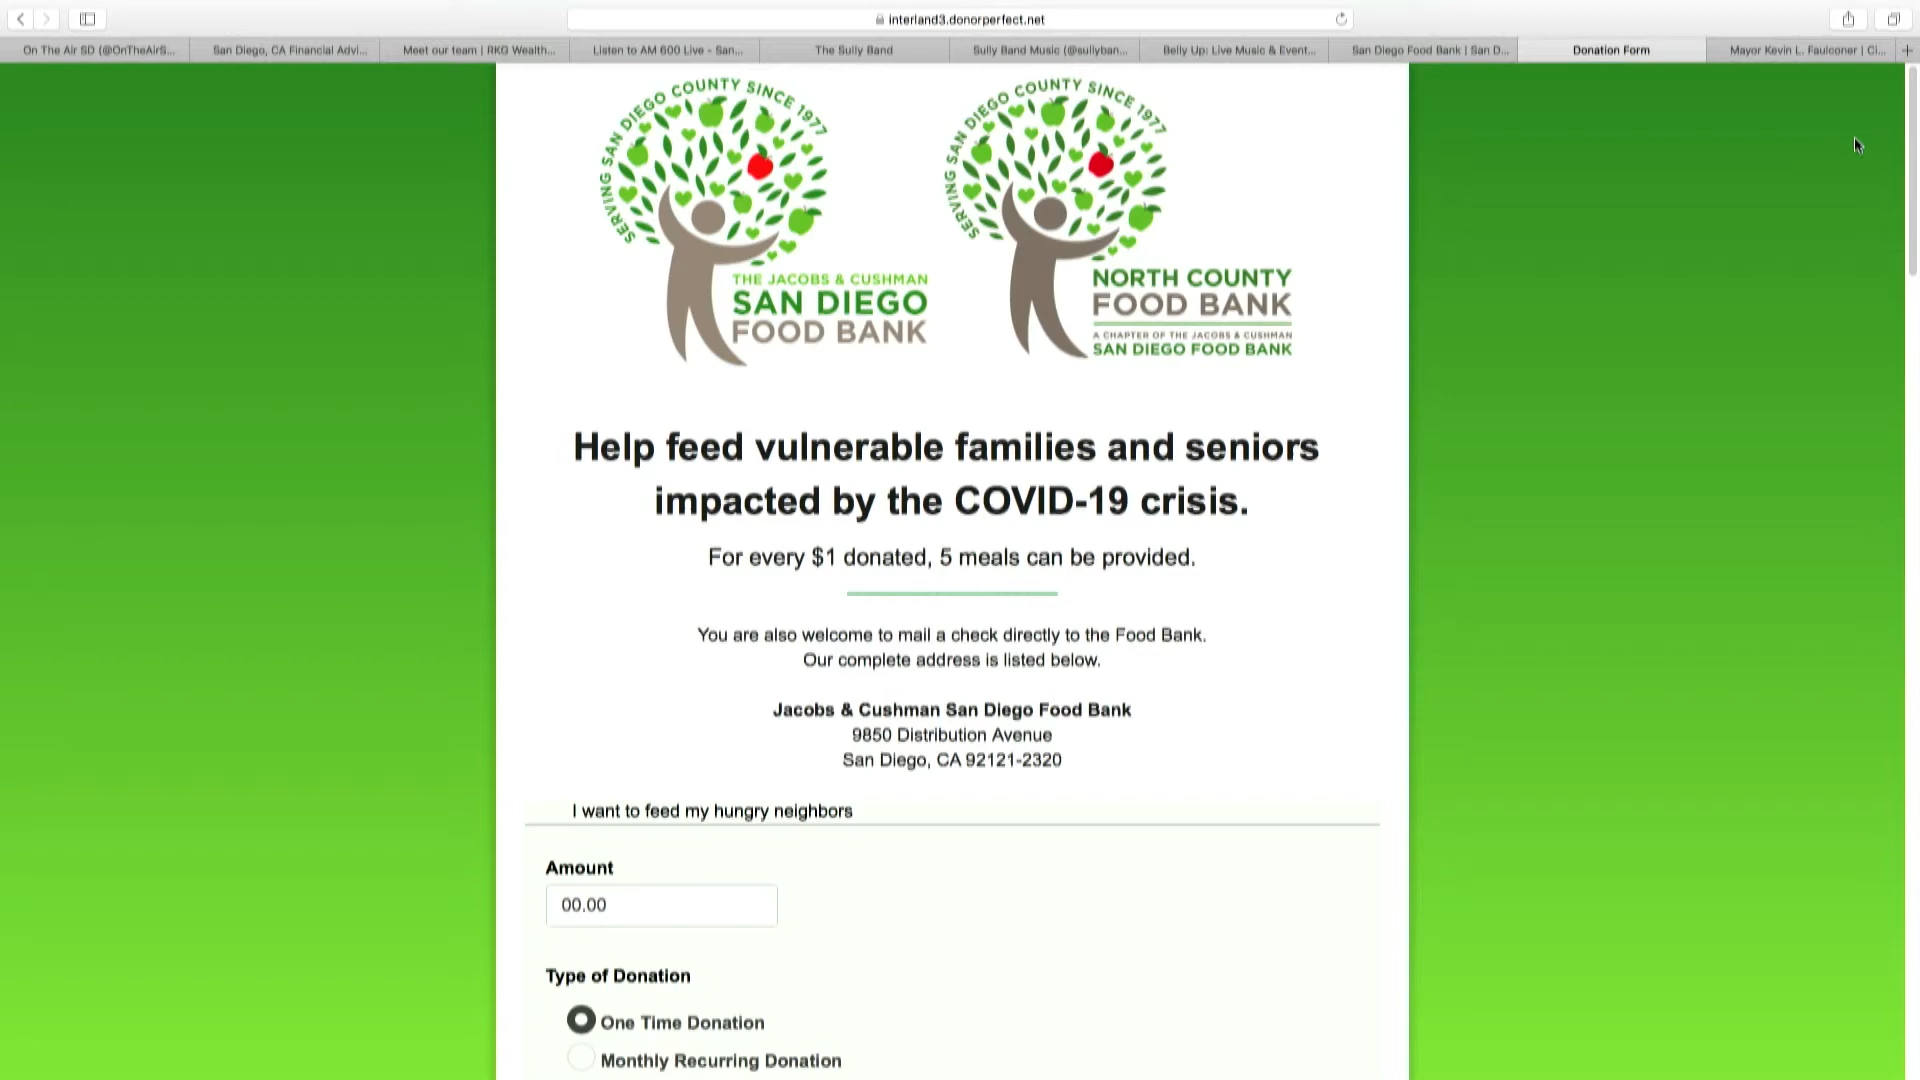 interland3.donorperfect.net
On The Air SD (@OnTheAirS...
San Diego, CA Financial Advi...
Meet our team | RKG Wealth...
Listen to AM 600 Live - San...
The Sully Band
Sully Band Music (@sullyban...
Belly Up: Live Music & Event...
San Diego Food Bank | San D...
Donation Form
Mayor Kevin L. Faulconer | Ci...
SERVING SAN DIEGO COUNTY SINCE 1977
THE JACOBS & CUSHMAN
SAN DIEGO
FOOD BANK
SERVING SAN DIEGO COUNTY SINCE 1977
NORTH COUNTY
FOOD BANK
A CHAPTER OF THE JACOBS & CUSHMAN
SAN DIEGO FOOD BANK
Help feed vulnerable families and seniors
impacted by the COVID-19 crisis.
For every $1 donated, 5 meals can be provided.
You are also welcome to mail a check directly to the Food Bank.
Our complete address is listed below.
Jacobs & Cushman San Diego Food Bank
9850 Distribution Avenue
San Diego, CA 92121-2320
I want to feed my hungry neighbors
Amount
00.00
Type of Donation
One Time Donation
Monthly Recurring Donation